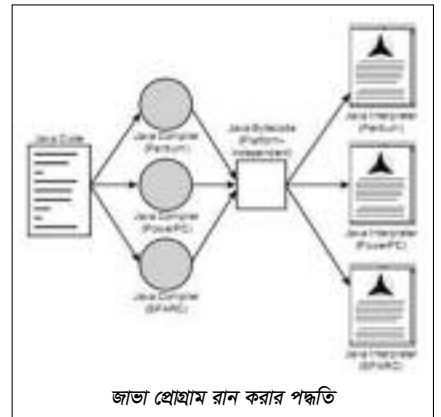 Java Code
Java Compiler
(Pentium)
Java Compiler
(PowerPC)
Java Compiler
(SPARC)
Java Bytecode
(Platform-
independent)
Java Interpreter
(Pentium)
Java Interpreter
(PowerPC)
Java Interpreter
(SPARC)
জাভা প্রোগ্রাম রান করার পদ্ধতি